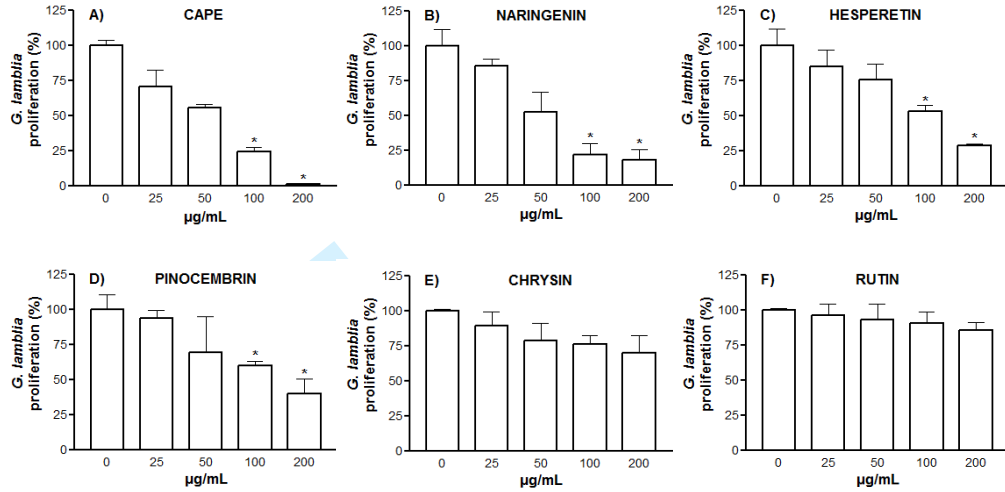 A) CAPE
G. lamblia
proliferation (%)
125
100
75
50
25
0
*
*
0 25 50 100 200
µg/mL
B) NARINGENIN
G. lamblia
proliferation (%)
125
100
75
50
25
0
* *
0 25 50 100 200
µg/mL
C) HESPERETIN
G. lamblia
proliferation (%)
125
100
75
50
25
0
*
*
0 25 50 100 200
µg/mL
D) PINOCEMBRIN
G. lamblia
proliferation (%)
125
100
75
50
25
0
*
*
0 25 50 100 200
µg/mL
E) CHRYSIN
G. lamblia
proliferation (%)
125
100
75
50
25
0
0 25 50 100 200
µg/mL
F) RUTIN
G. lamblia
proliferation (%)
125
100
75
50
25
0
0 25 50 100 200
µg/mL